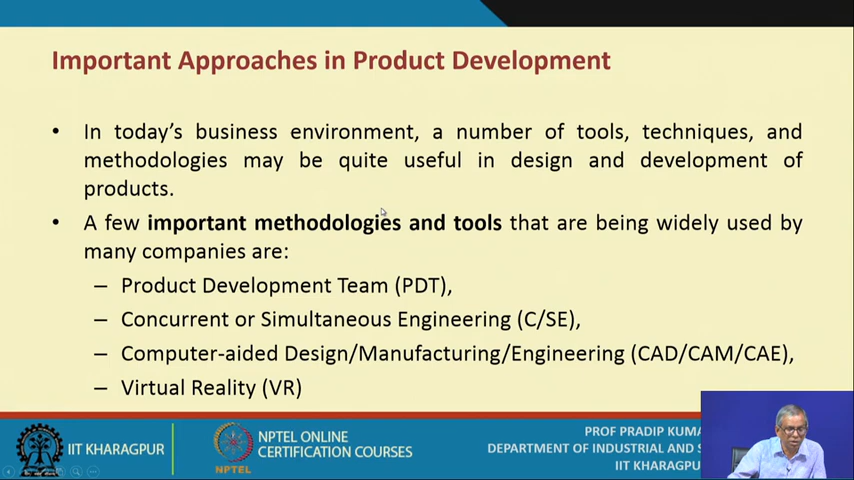 Important Approaches in Product Development
• In today's business environment, a number of tools, techniques, and
methodologies may be quite useful in design and development of
products.
• A few important methodologies and tools that are being widely used by
many companies are:
– Product Development Team (PDT),
– Concurrent or Simultaneous Engineering (C/SE),
– Computer-aided Design/Manufacturing/Engineering (CAD/CAM/CAE),
– Virtual Reality (VR)
IIT KHARAGPUR
NPTEL
NPTEL ONLINE
CERTIFICATION COURSES
PROF PRADIP
DEPARTMENT OF INDUSTRIAL AND
IIT KHARAGPUR